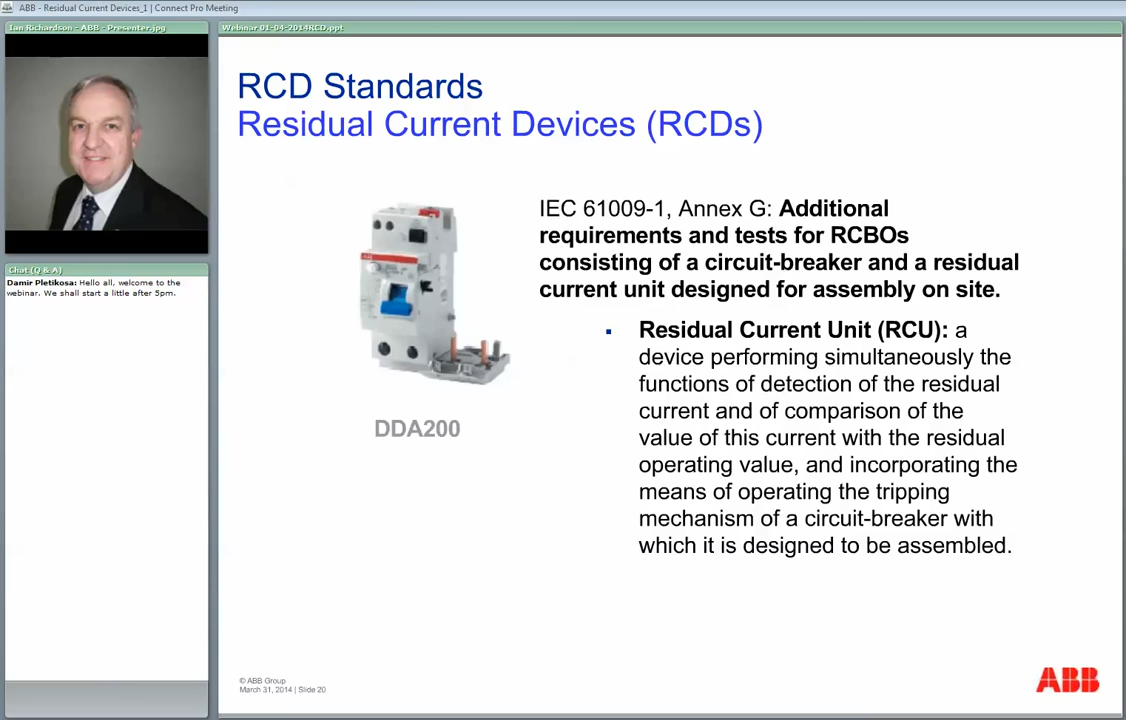 ABB - Residual Current Devices_1 | Connect Pro Meeting
Ian Richardson - ABB - Presenter.jpg
Webinar 01-04-2014RCD.ppt
RCD Standards
Residual Current Devices (RCDs)
IEC 61009-1, Annex G: Additional
requirements and tests for RCBOs
consisting of a circuit-breaker and a residual
current unit designed for assembly on site.
▪ Residual Current Unit (RCU): a
device performing simultaneously the
functions of detection of the residual
current and of comparison of the
value of this current with the residual
operating value, and incorporating the
means of operating the tripping
mechanism of a circuit-breaker with
which it is designed to be assembled.
DDA200
Chat (Q & A)
Damir Pletikosa: Hello all, welcome to the
webinar. We shall start a little after 5pm.
© ABB Group
March 31, 2014 | Slide 20
ABB